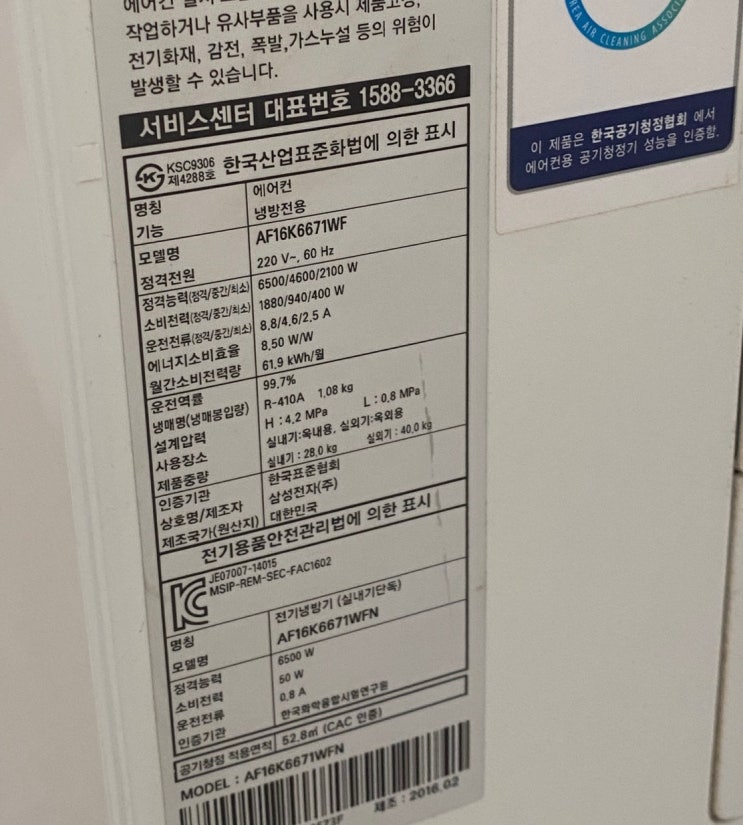 작업하거나 유사부품을 사용시 제품고장,
전기화재, 감전, 폭발,가스누설 등의 위험이
발생할 수 있습니다.
서비스센터 대표번호 1588-3366
KSC9306
제4288호
한국산업표준화법에 의한 표시
명칭 에어컨
기능 냉방전용
모델명 AF16K6671WF
정격전원 220 V~, 60 Hz
정격능력(정격/중간/최소) 6500/4600/2100 W
소비전력(정격/중간/최소) 1880/940/400 W
운전전류(정격/중간/최소) 8.8/4.6/2.5 A
에너지소비효율 8.50 W/W
월간소비전력량 61.9 kWh/월
운전역률 99.7%
냉매명(냉매봉입량) R-410A 1.08 kg
설계압력 H : 4.2 MPa L : 0.8 MPa
사용장소 실내기:옥내용, 실외기:옥외용
제품중량 실내기 : 28.0 kg 실외기 : 40.0 kg
인증기관 한국표준협회
상호명/제조자 삼성전자(주)
제조국가(원산지) 대한민국
전기용품안전관리법에 의한 표시
JE07007-14015
MSIP-REM-SEC-FAC1602
명칭 전기냉방기 (실내기단독)
모델명 AF16K6671WFN
정격능력 6500 W
소비전력 50 W
운전전류 0.8 A
인증기관 한국화학융합시험연구원
공기청정 적용면적 52.8㎡ (CAC 인증)
MODEL : AF16K6671WFN
제조 : 2016.02
AIR CLEANING
이 제품은 한국공기청정협회 에서
에어컨용 공기청정기 성능을 인증함.